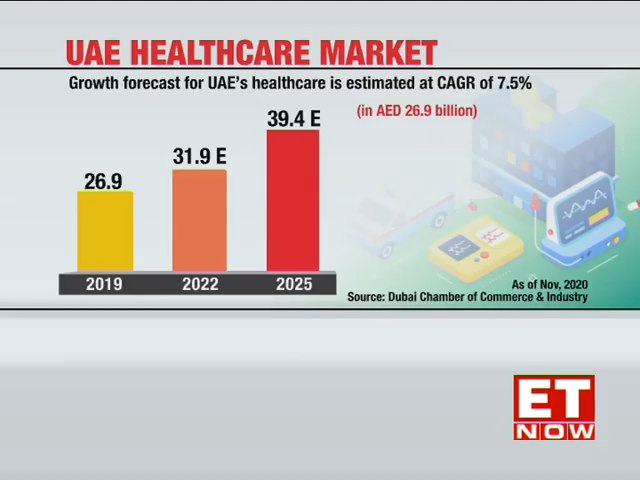 UAE HEALTHCARE MARKET
Growth forecast for UAE's healthcare is estimated at CAGR of 7.5%
(in AED 26.9 billion)
39.4 E
31.9 E
26.9
2019 2022 2025
As of Nov, 2020
Source: Dubai Chamber of Commerce & Industry
ET
NOW